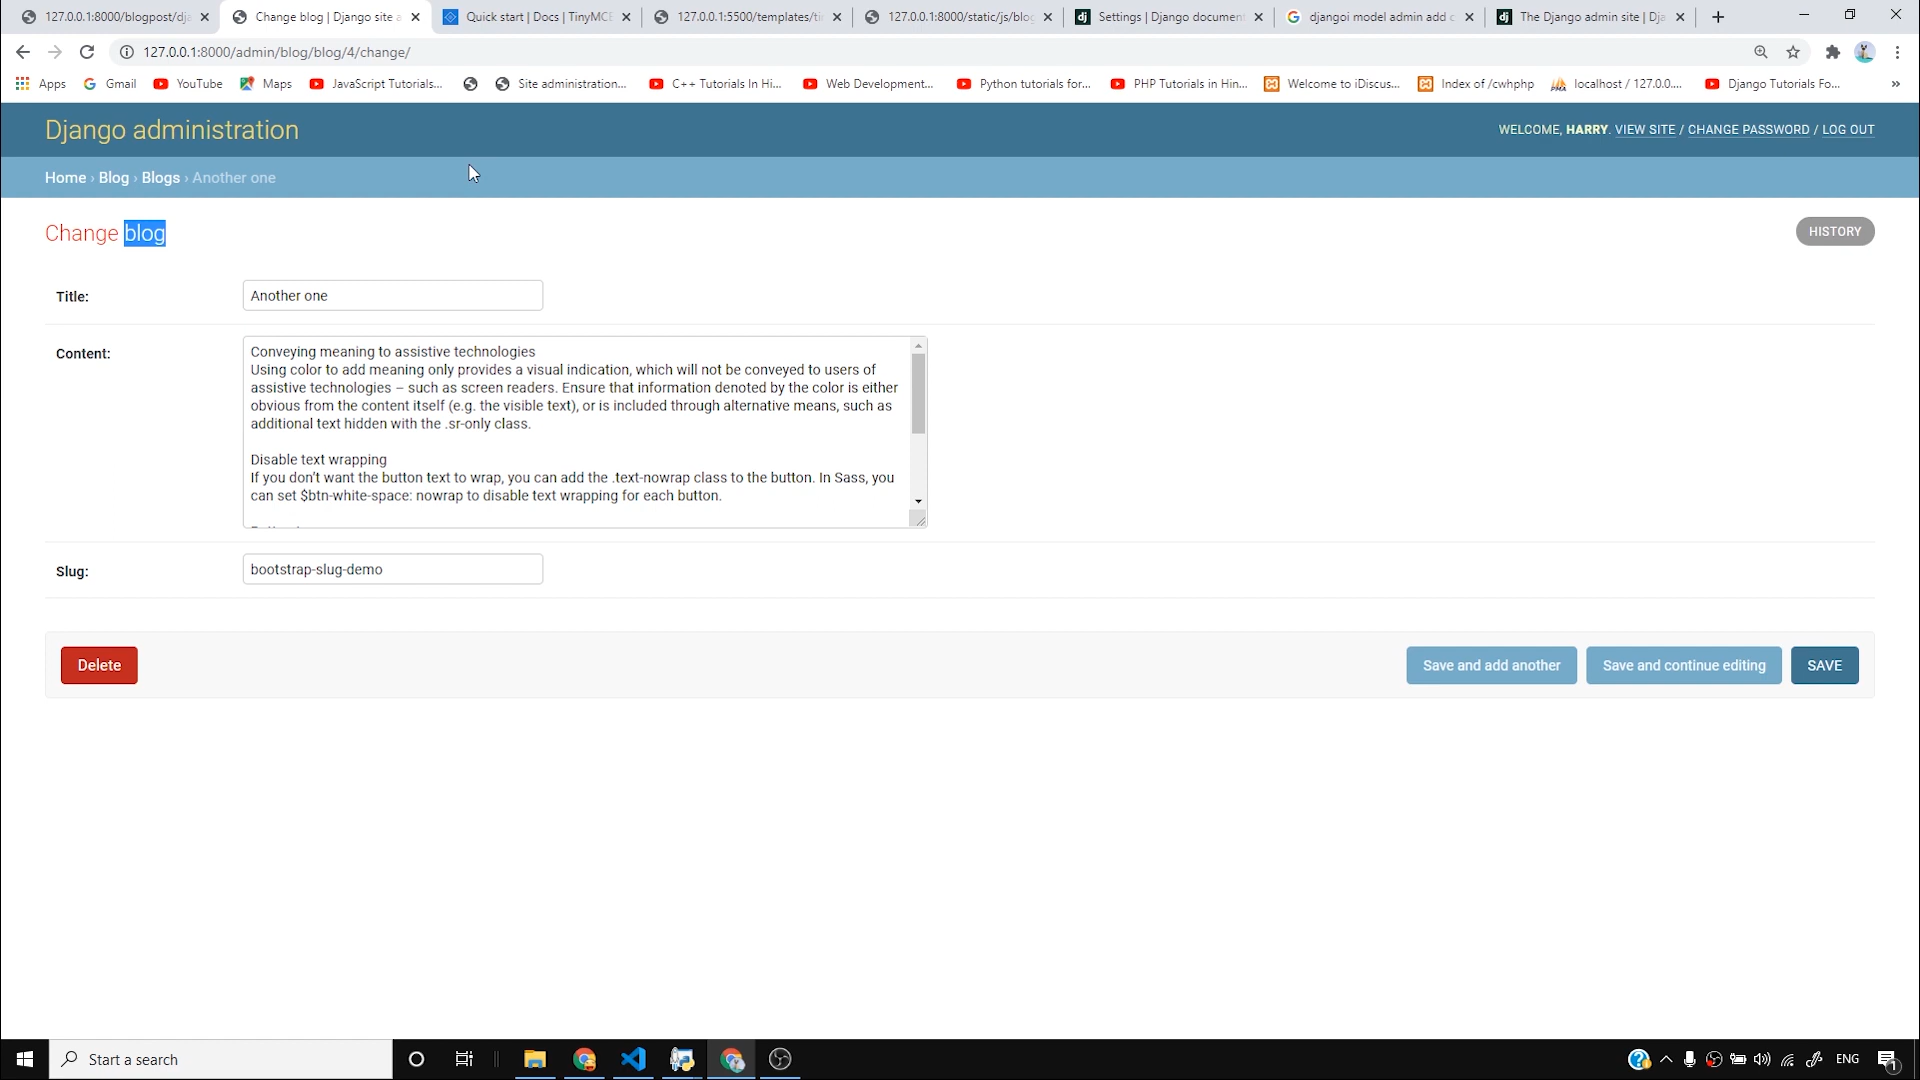 127.0.0.1:8000/blogpost/dja
Change blog | Django site a
Quick start | Docs | TinyMCE
127.0.0.1:5500/templates/ti
127.0.0.1:8000/static/js/blog
Settings | Django document
djangoi model admin add c
The Django admin site | Dja
127.0.0.1:8000/admin/blog/blog/4/change/
Apps
Gmail
YouTube
Maps
JavaScript Tutorials...
Site administration...
C++ Tutorials In Hi...
Web Development...
Python tutorials for...
PHP Tutorials in Hin...
Welcome to iDiscus...
Index of /cwhphp
localhost / 127.0.0....
Django Tutorials Fo...
»
Django administration
WELCOME, HARRY. VIEW SITE / CHANGE PASSWORD / LOG OUT
Home › Blog › Blogs › Another one
Change blog
HISTORY
Title:
Another one
Content:
Conveying meaning to assistive technologies
Using color to add meaning only provides a visual indication, which will not be conveyed to users of
assistive technologies – such as screen readers. Ensure that information denoted by the color is either
obvious from the content itself (e.g. the visible text), or is included through alternative means, such as
additional text hidden with the .sr-only class.
Disable text wrapping
If you don’t want the button text to wrap, you can add the .text-nowrap class to the button. In Sass, you
can set $btn-white-space: nowrap to disable text wrapping for each button.
Slug:
bootstrap-slug-demo
Delete
Save and add another
Save and continue editing
SAVE
Start a search
ENG
1